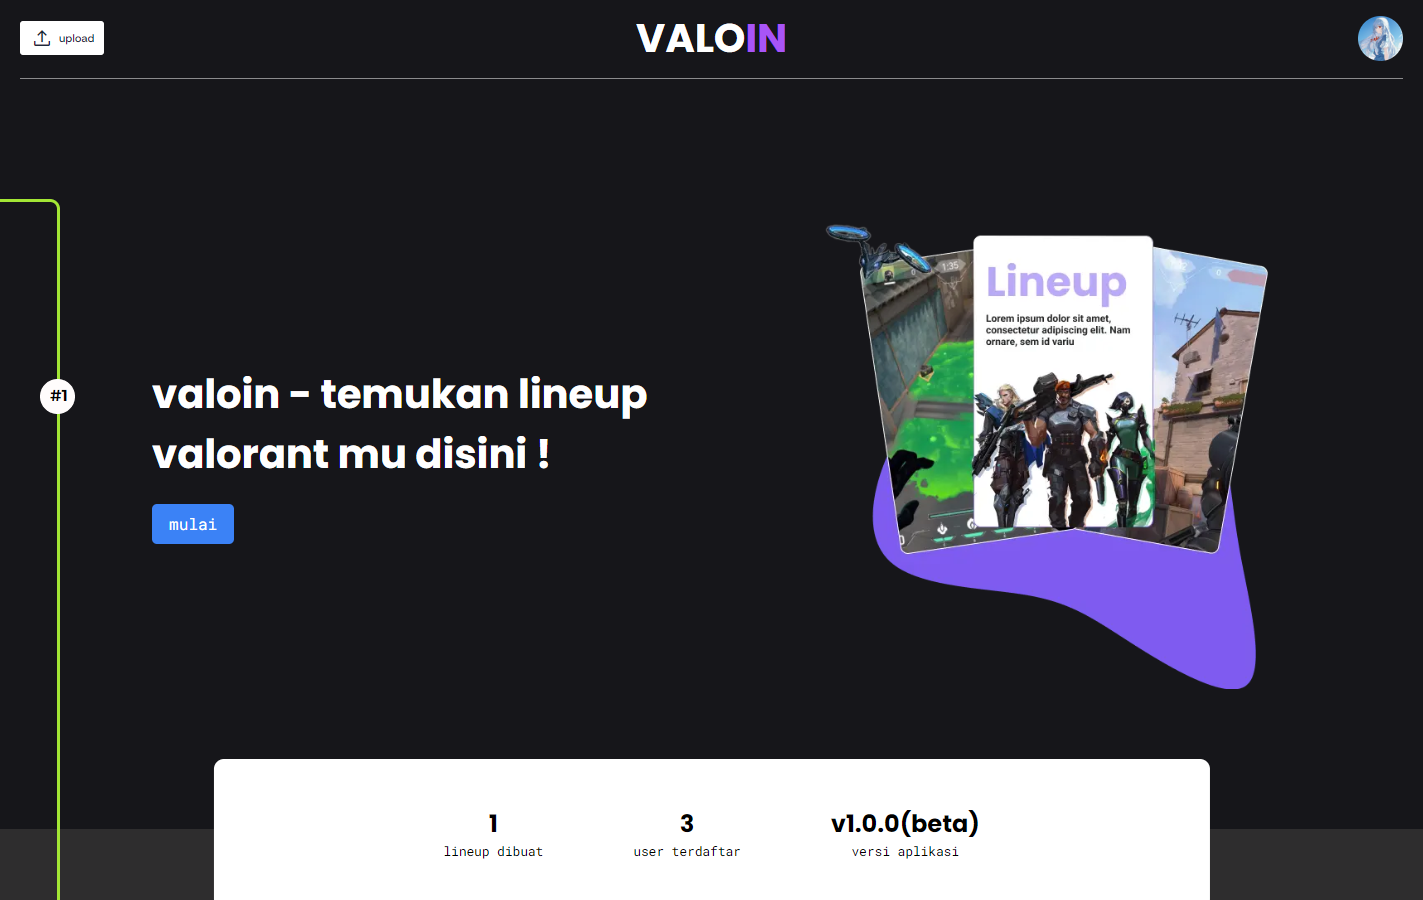 upload
VALOIN
1:35
Lineup
Lorem ipsum dolor sit amet,
consectetur adipiscing elit. Nam
ornare, sem id variu
#1
valoin - temukan lineup
valorant mu disini !
mulai
1
lineup dibuat
3
user terdaftar
v1.0.0(beta)
versi aplikasi